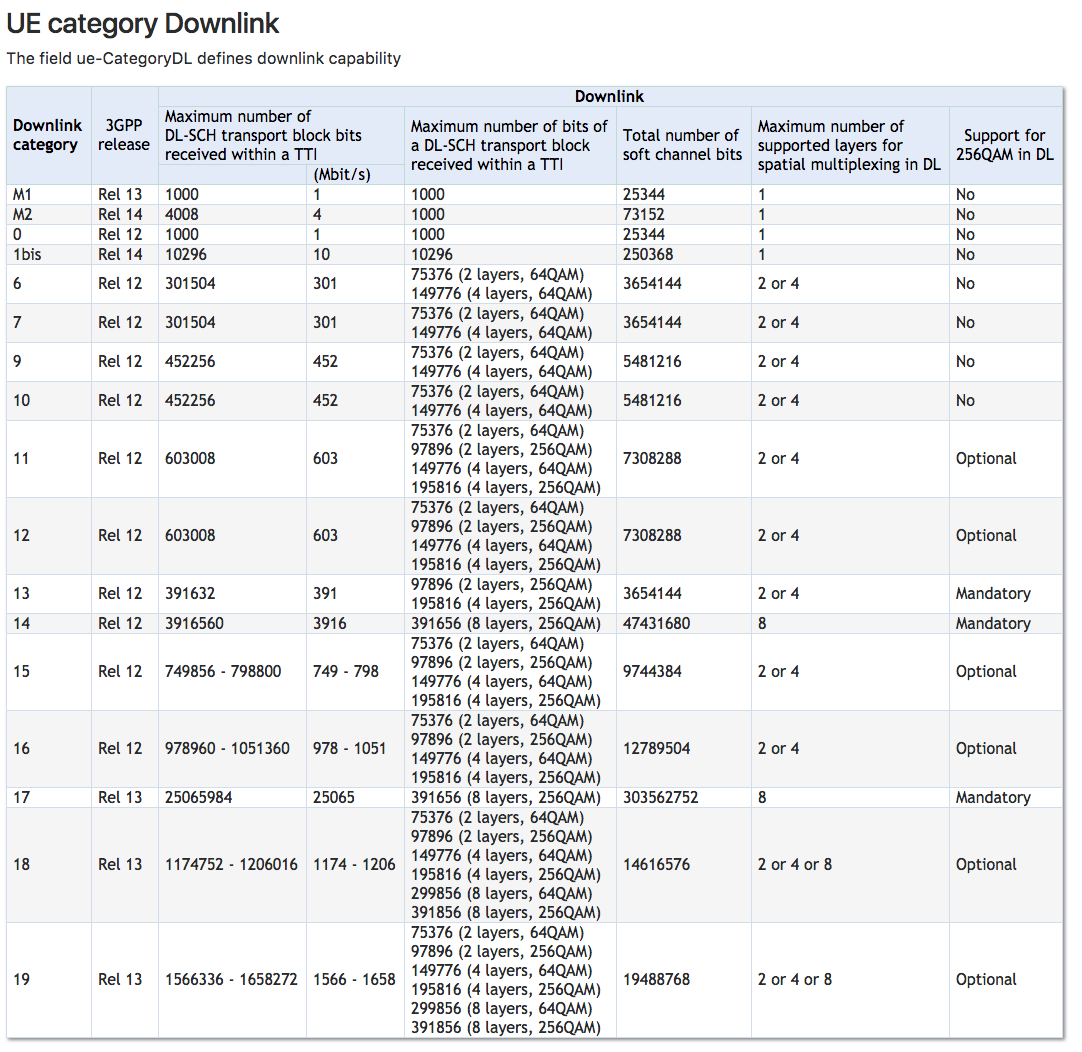 UE category Downlink
The field ue-CategoryDL defines downlink capability
Downlink category
3GPP release
Downlink
Maximum number of
DL-SCH transport block bits
received within a TTI
(Mbit/s)
Maximum number of bits of
a DL-SCH transport block
received within a TTI
Total number of
soft channel bits
Maximum number of
supported layers for
spatial multiplexing in DL
Support for
256QAM in DL
M1 Rel 13 1000 1 1000 25344 1 No
M2 Rel 14 4008 4 1000 73152 1 No
0 Rel 12 1000 1 1000 25344 1 No
1bis Rel 14 10296 10 10296 250368 1 No
6 Rel 12 301504 301 75376 (2 layers, 64QAM)
149776 (4 layers, 64QAM) 3654144 2 or 4 No
7 Rel 12 301504 301 75376 (2 layers, 64QAM)
149776 (4 layers, 64QAM) 3654144 2 or 4 No
9 Rel 12 452256 452 75376 (2 layers, 64QAM)
149776 (4 layers, 64QAM) 5481216 2 or 4 No
10 Rel 12 452256 452 75376 (2 layers, 64QAM)
149776 (4 layers, 64QAM) 5481216 2 or 4 No
11 Rel 12 603008 603 75376 (2 layers, 64QAM)
97896 (2 layers, 256QAM)
149776 (4 layers, 64QAM)
195816 (4 layers, 256QAM) 7308288 2 or 4 Optional
12 Rel 12 603008 603 75376 (2 layers, 64QAM)
97896 (2 layers, 256QAM)
149776 (4 layers, 64QAM)
195816 (4 layers, 256QAM) 7308288 2 or 4 Optional
13 Rel 12 391632 391 97896 (2 layers, 256QAM)
195816 (4 layers, 256QAM) 3654144 2 or 4 Mandatory
14 Rel 12 3916560 3916 391656 (8 layers, 256QAM) 47431680 8 Mandatory
15 Rel 12 749856 - 798800 749 - 798 75376 (2 layers, 64QAM)
97896 (2 layers, 256QAM)
149776 (4 layers, 64QAM)
195816 (4 layers, 256QAM) 9744384 2 or 4 Optional
16 Rel 12 978960 - 1051360 978 - 1051 75376 (2 layers, 64QAM)
97896 (2 layers, 256QAM)
149776 (4 layers, 64QAM)
195816 (4 layers, 256QAM) 12789504 2 or 4 Optional
17 Rel 13 25065984 25065 391656 (8 layers, 256QAM) 303562752 8 Mandatory
18 Rel 13 1174752 - 1206016 1174 - 1206 75376 (2 layers, 64QAM)
97896 (2 layers, 256QAM)
149776 (4 layers, 64QAM)
195816 (4 layers, 256QAM)
299856 (8 layers, 64QAM)
391856 (8 layers, 256QAM) 14616576 2 or 4 or 8 Optional
19 Rel 13 1566336 - 1658272 1566 - 1658 75376 (2 layers, 64QAM)
97896 (2 layers, 256QAM)
149776 (4 layers, 64QAM)
195816 (4 layers, 256QAM)
299856 (8 layers, 64QAM)
391856 (8 layers, 256QAM) 19488768 2 or 4 or 8 Optional